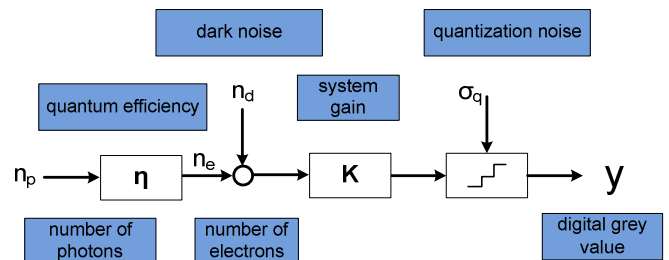 dark noise
quantization noise
quantum efficiency
n_d
system
gain
σ_q
n_p
η
n_e
K
y
number of
photons
number of
electrons
digital grey
value